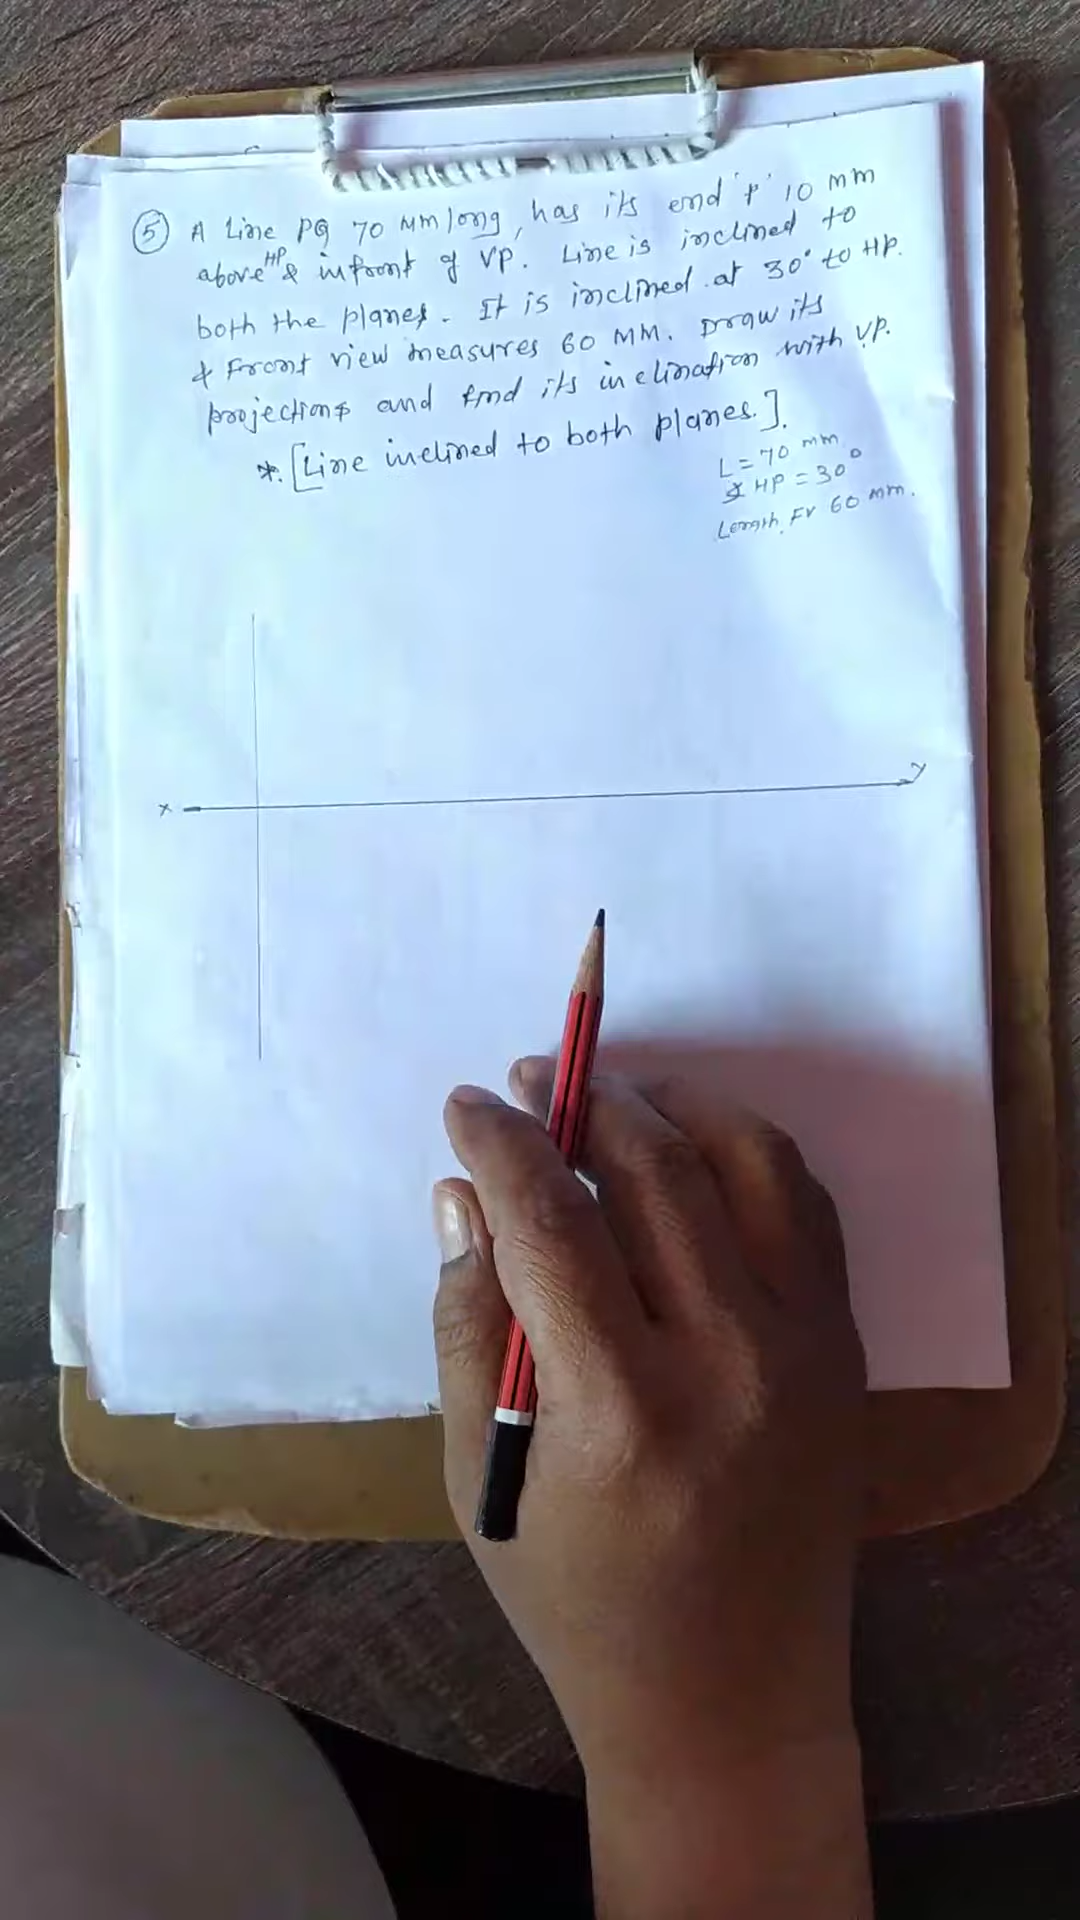 ⑤ A Line PQ 70 MM long, has its end 'P' 10 mm
above HP & infront of VP. Line is inclined to
both the planes. It is inclined at 30° to HP.
& Front view measures 60 MM. Draw its
projections and find its inclination with VP.
*. [Line inclined to both planes.].
L = 70 mm
∠ HP = 30°
Length FV 60 mm.
x y